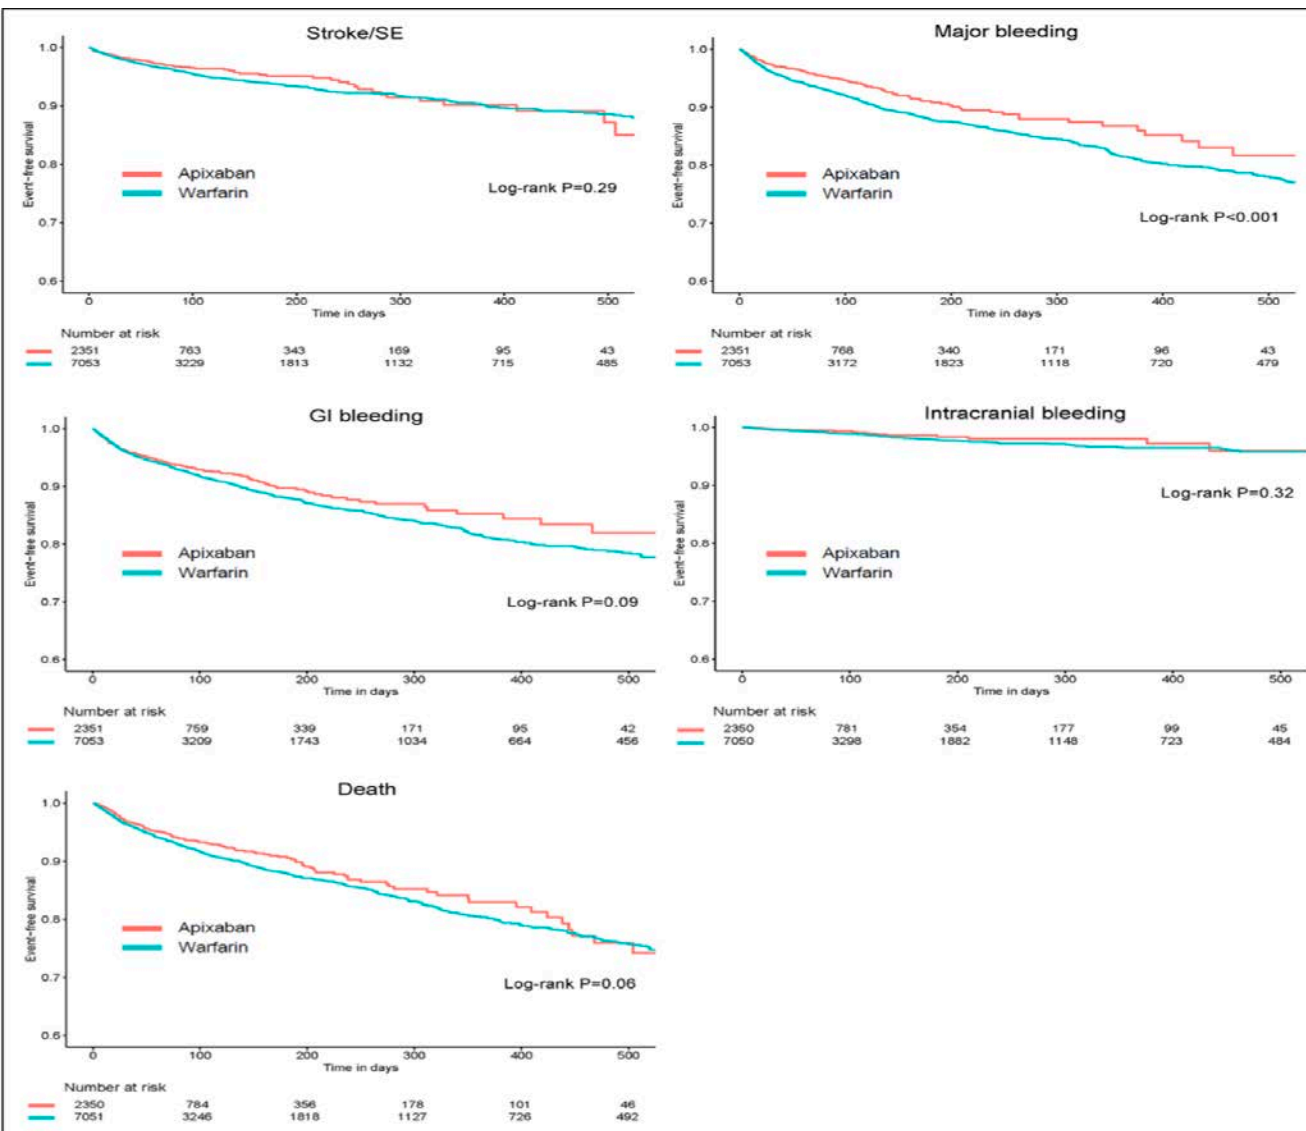 Stroke/SE
1.0
0.9
0.8
0.7
0.6
Event-free survival
Apixaban
Warfarin
Log-rank P=0.29
0 100 200 300 400 500
Time in days
Number at risk
2351 763 343 169 95 43
7053 3229 1813 1132 715 485
Major bleeding
1.0
0.9
0.8
0.7
0.6
Event-free survival
Apixaban
Warfarin
Log-rank P<0.001
0 100 200 300 400 500
Time in days
Number at risk
2351 768 340 171 96 43
7053 3172 1823 1118 720 479
GI bleeding
1.0
0.9
0.8
0.7
0.6
Event-free survival
Apixaban
Warfarin
Log-rank P=0.09
0 100 200 300 400 500
Time in days
Number at risk
2351 759 339 171 95 42
7053 3209 1743 1034 664 456
Intracranial bleeding
1.0
0.9
0.8
0.7
0.6
Event-free survival
Apixaban
Warfarin
Log-rank P=0.32
0 100 200 300 400 500
Time in days
Number at risk
2350 781 354 177 99 45
7050 3298 1882 1148 723 484
Death
1.0
0.9
0.8
0.7
0.6
Event-free survival
Apixaban
Warfarin
Log-rank P=0.06
0 100 200 300 400 500
Time in days
Number at risk
2350 784 356 178 101 46
7051 3246 1818 1127 726 492